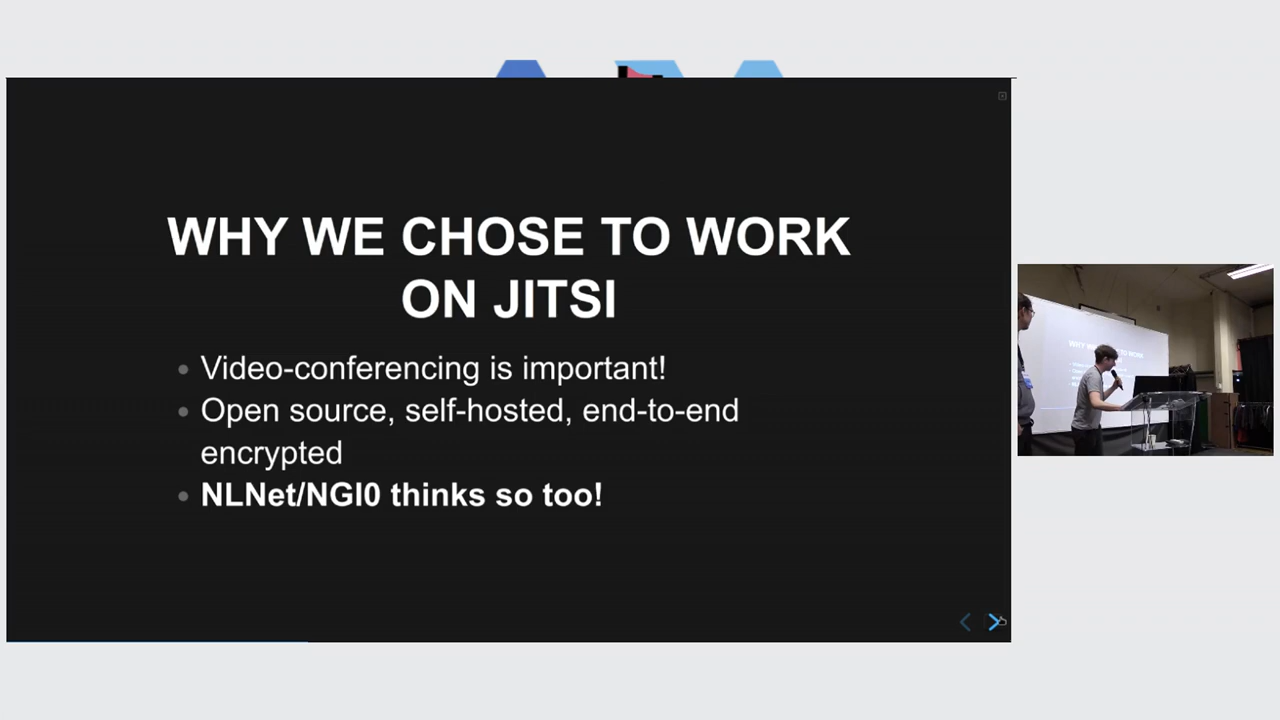 WHY WE CHOSE TO WORK
ON JITSI
Video-conferencing is important!
Open source, self-hosted, end-to-end
encrypted
NLNet/NGI0 thinks so too!